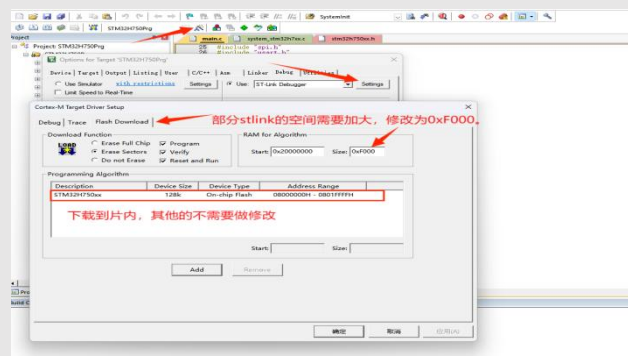 SystemInit
STM32H750Prg
Project
main.c system_stm32h7xx.c stm32h7xx.h
Project: STM32H750Prg
25 #include "spi.h"
Options for Target 'STM32H750Prg'
Device | Target | Output | Listing | User | C/C++ | Asm | Linker Debug | Utilities
Use Simulator with restrictions Settings Use: ST-Link Debugger Settings
Limit Speed to Real-Time
Cortex-M Target Driver Setup
Debug | Trace Flash Download
部分stlink的空间需要加大，修改为0xF000。
Download Function RAM for Algorithm
LOAD Erase Full Chip Program
Erase Sectors Verify Start: 0x20000000 Size: 0xF000
Do not Erase Reset and Run
Programming Algorithm
Description Device Size Device Type Address Range
STM32H750xx 128k On-chip Flash 08000000H - 0801FFFFH
下载到片内，其他的不需要做修改
Start: Size:
Add Remove
确定 取消 应用(A)